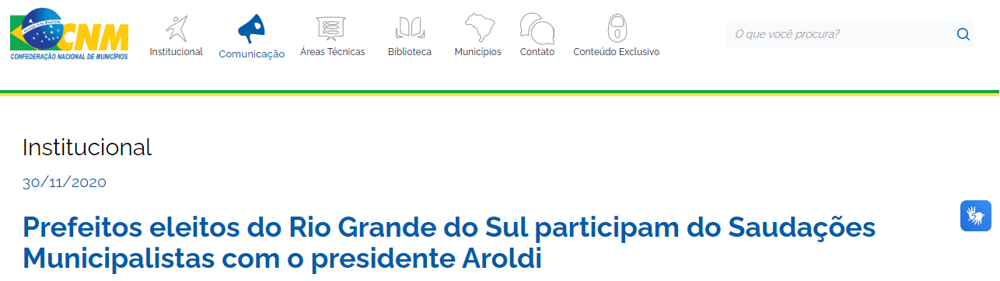 CNM
CONFEDERAÇÃO NACIONAL DE MUNICÍPIOS
Institucional
Comunicação
Áreas Técnicas
Biblioteca
Municípios
Contato
Conteúdo Exclusivo
O que você procura?
Institucional
30/11/2020
Prefeitos eleitos do Rio Grande do Sul participam do Saudações
Municipalistas com o presidente Aroldi